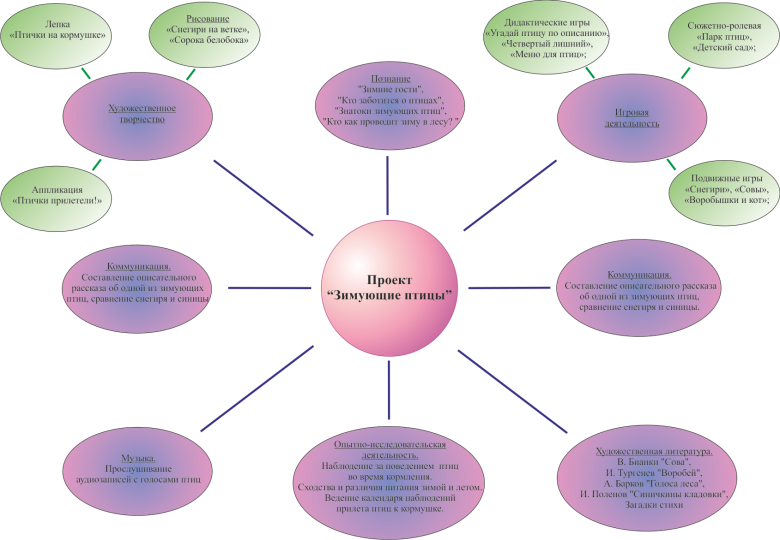 Лепка
«Птички на кормушке»
Рисование
«Снегири на ветке»,
«Сорока белобока»
Художественное
творчество
Аппликация
«Птички прилетели!»
Познание
"Зимние гости",
"Кто заботится о птицах",
"Знатоки зимующих птиц",
"Кто как проводит зиму в лесу? "
Дидактические игры
«Угадай птицу по описанию»,
«Четвертый лишний»,
«Меню для птиц»;
Сюжетно-ролевая
«Парк птиц»,
«Детский сад»;
Игровая
деятельность
Подвижные игры
«Снегири», «Совы»,
«Воробышки и кот»;
Коммуникация.
Составление описательного
рассказа об одной из зимующих
птиц, сравнение снегиря и синицы
Проект
“Зимующие птицы”
Коммуникация.
Составление описательного рассказа
об одной из зимующих птиц,
сравнение снегиря и синицы.
Музыка.
Прослушивание
аудиозаписей с голосами птиц
Опытно-исследовательская
деятельность.
Наблюдение за поведением птиц
во время кормления.
Сходства и различия питания зимой и летом.
Ведение календаря наблюдений
прилета птиц к кормушке.
Художественная литература.
В. Бианки "Сова",
И. Тургенев "Воробей",
А. Барков "Голоса леса",
И. Поленов "Синичкины кладовки",
Загадки стихи